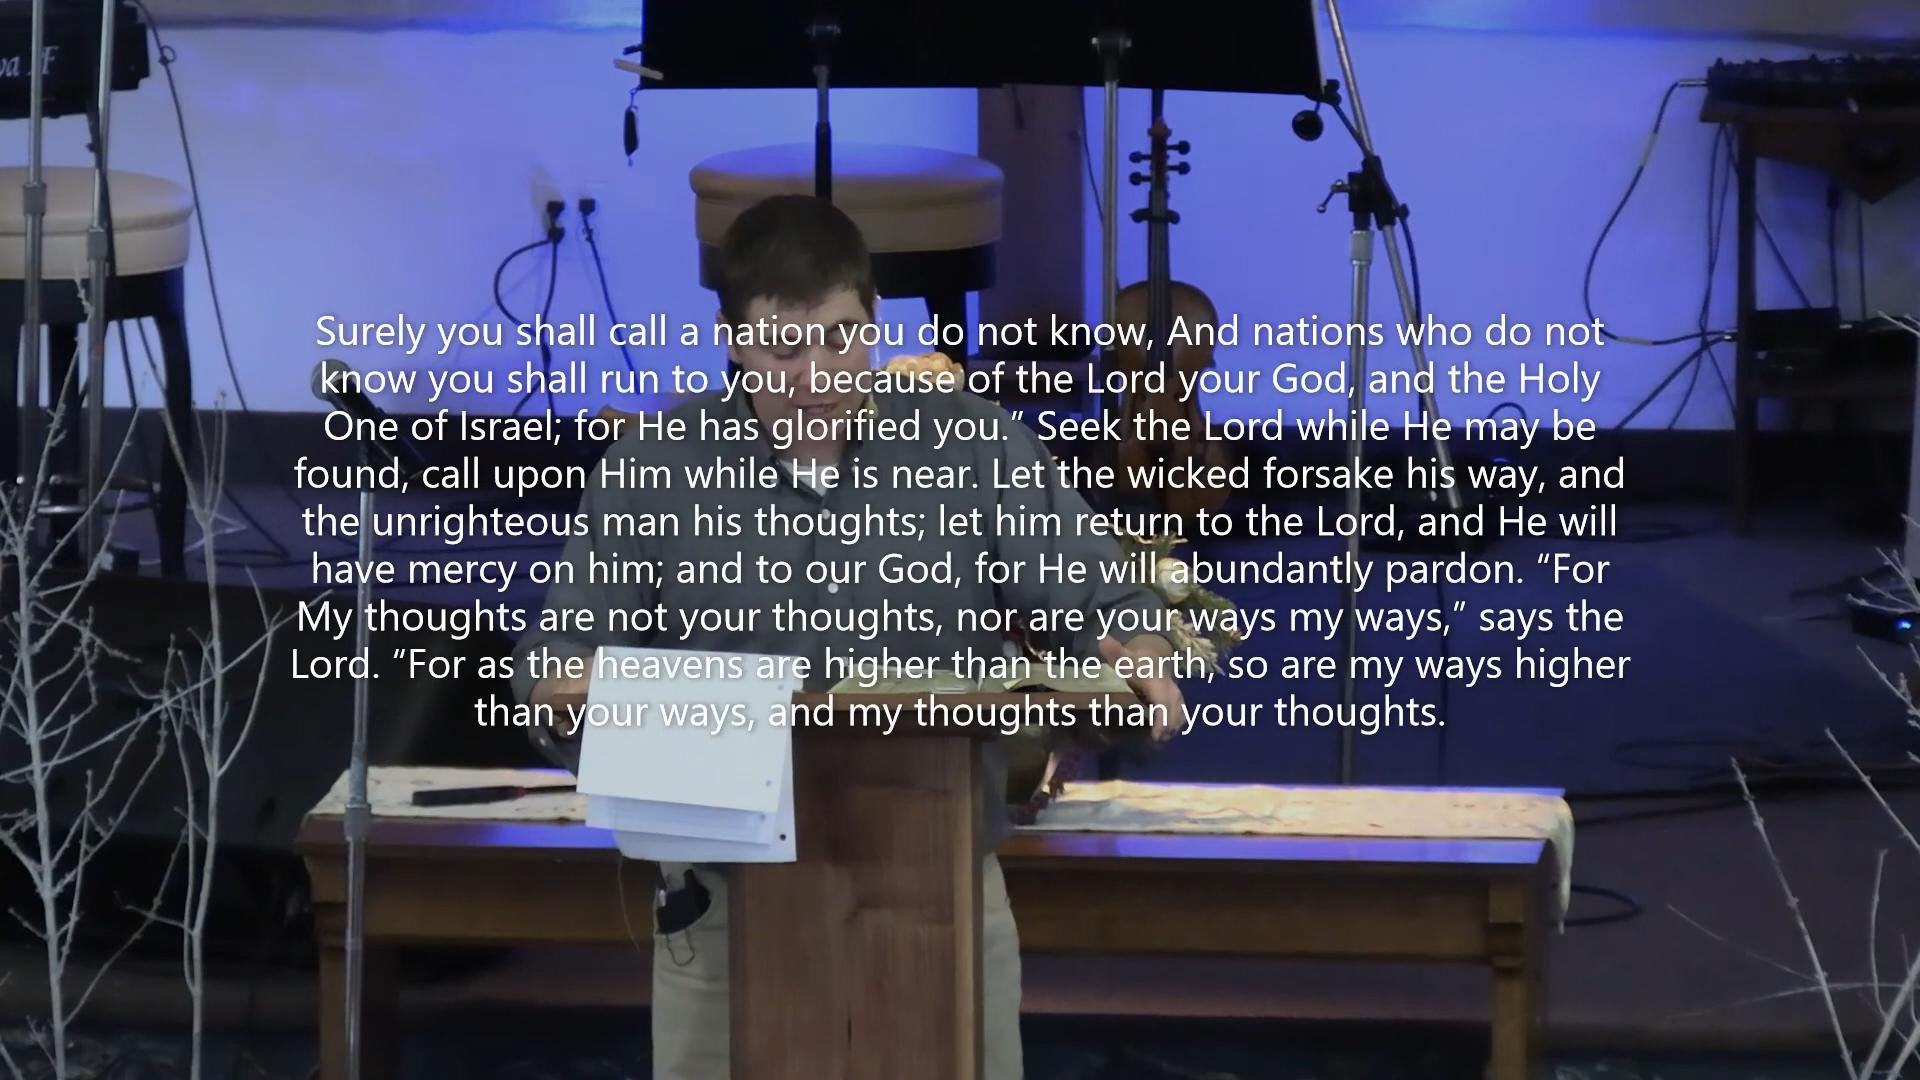 Surely you shall call a nation you do not know, And nations who do not
know you shall run to you, because of the Lord your God, and the Holy
One of Israel; for He has glorified you.” Seek the Lord while He may be
found, call upon Him while He is near. Let the wicked forsake his way, and
the unrighteous man his thoughts; let him return to the Lord, and He will
have mercy on him; and to our God, for He will abundantly pardon. “For
My thoughts are not your thoughts, nor are your ways my ways,” says the
Lord. “For as the heavens are higher than the earth, so are my ways higher
than your ways, and my thoughts than your thoughts.